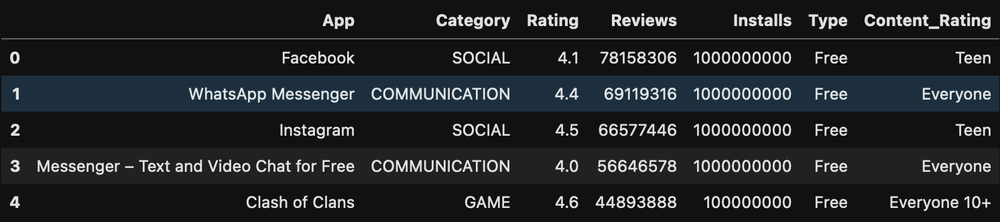 App Category Rating Reviews Installs Type Content_Rating
0 Facebook SOCIAL 4.1 78158306 1000000000 Free Teen
1 WhatsApp Messenger COMMUNICATION 4.4 69119316 1000000000 Free Everyone
2 Instagram SOCIAL 4.5 66577446 1000000000 Free Teen
3 Messenger – Text and Video Chat for Free COMMUNICATION 4.0 56646578 1000000000 Free Everyone
4 Clash of Clans GAME 4.6 44893888 100000000 Free Everyone 10+